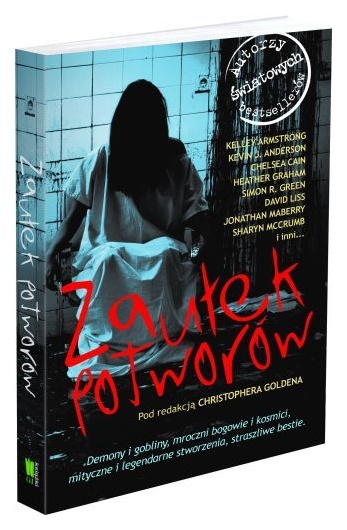 Autorzy
światowych
bestsellerów
KELLEY ARMSTRONG
KEVIN J. ANDERSON
CHELSEA CAIN
HEATHER GRAHAM
SIMON R. GREEN
DAVID LISS
JONATHAN MABERRY
SHARYN MCCRUMB
i inni...
Zaułek
potworów
Pod redakcją CHRISTOPHERA GOLDENA
„Demony i gobliny, mroczni bogowie i kosmici,
mityczne i legendarne stworzenia, straszliwe bestie.
Zaułek potworów